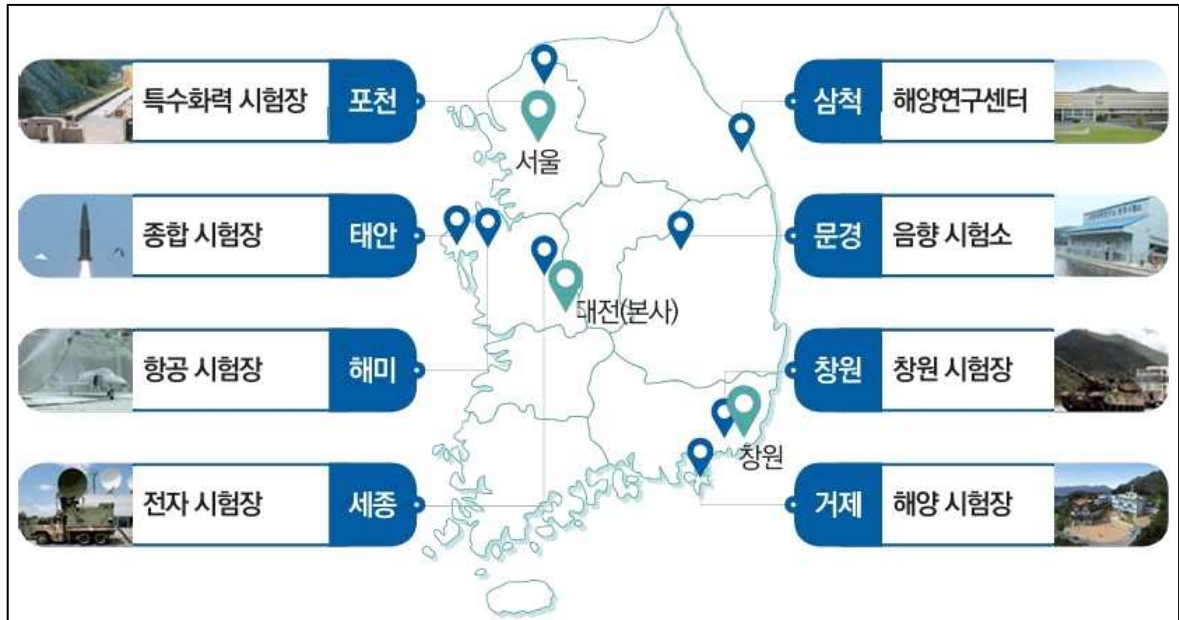 특수화력 시험장 포천
종합 시험장 태안
항공 시험장 해미
전자 시험장 세종
서울
대전(본사)
창원
삼척 해양연구센터
문경 음향 시험소
창원 창원 시험장
거제 해양 시험장